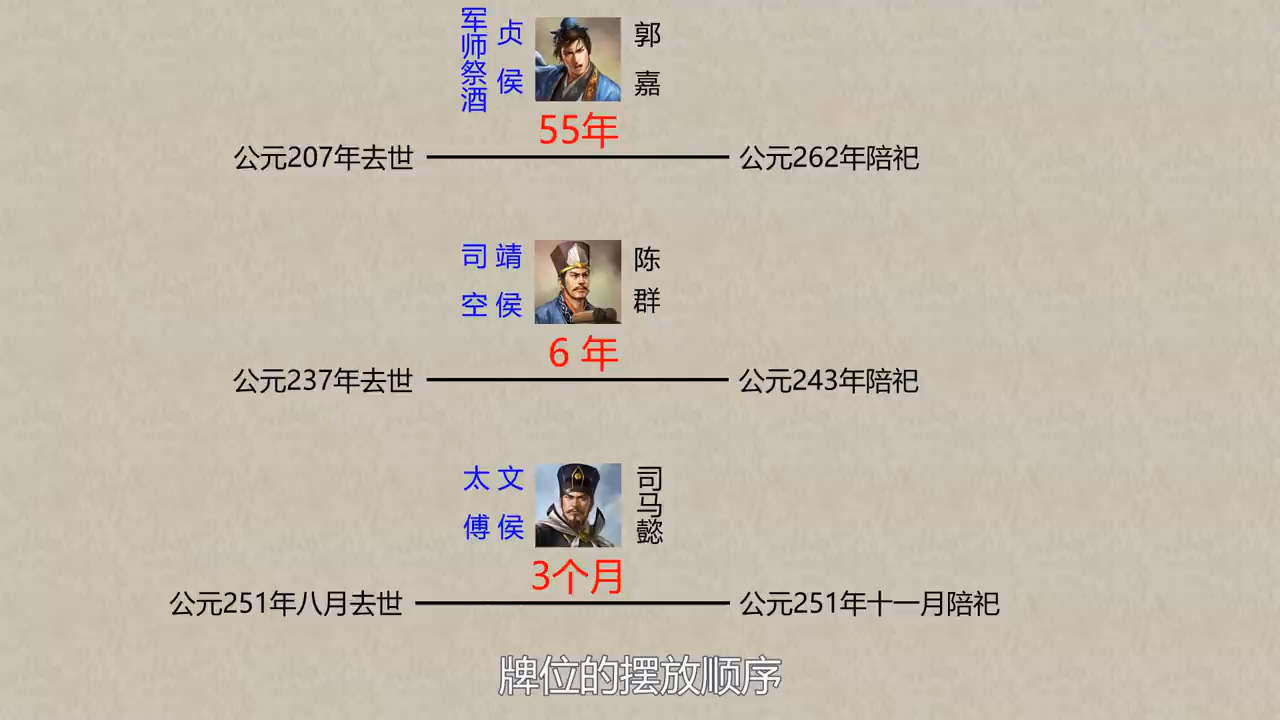 军师祭酒
贞侯
郭嘉
55年
公元207年去世
公元262年陪祀
司空
靖侯
陈群
6 年
公元237年去世
公元243年陪祀
太傅
文侯
司马懿
3个月
公元251年八月去世
公元251年十一月陪祀
牌位的摆放顺序